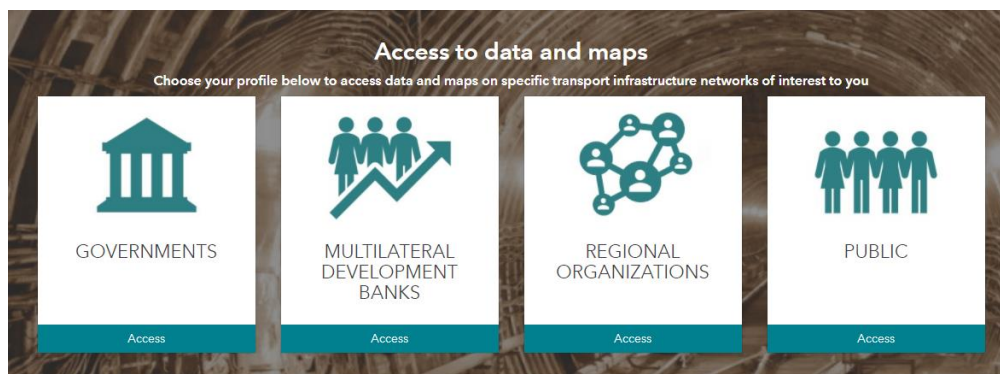 Access to data and maps
Choose your profile below to access data and maps on specific transport infrastructure networks of interest to you
GOVERNMENTS
Access
MULTILATERAL
DEVELOPMENT
BANKS
Access
REGIONAL
ORGANIZATIONS
Access
PUBLIC
Access